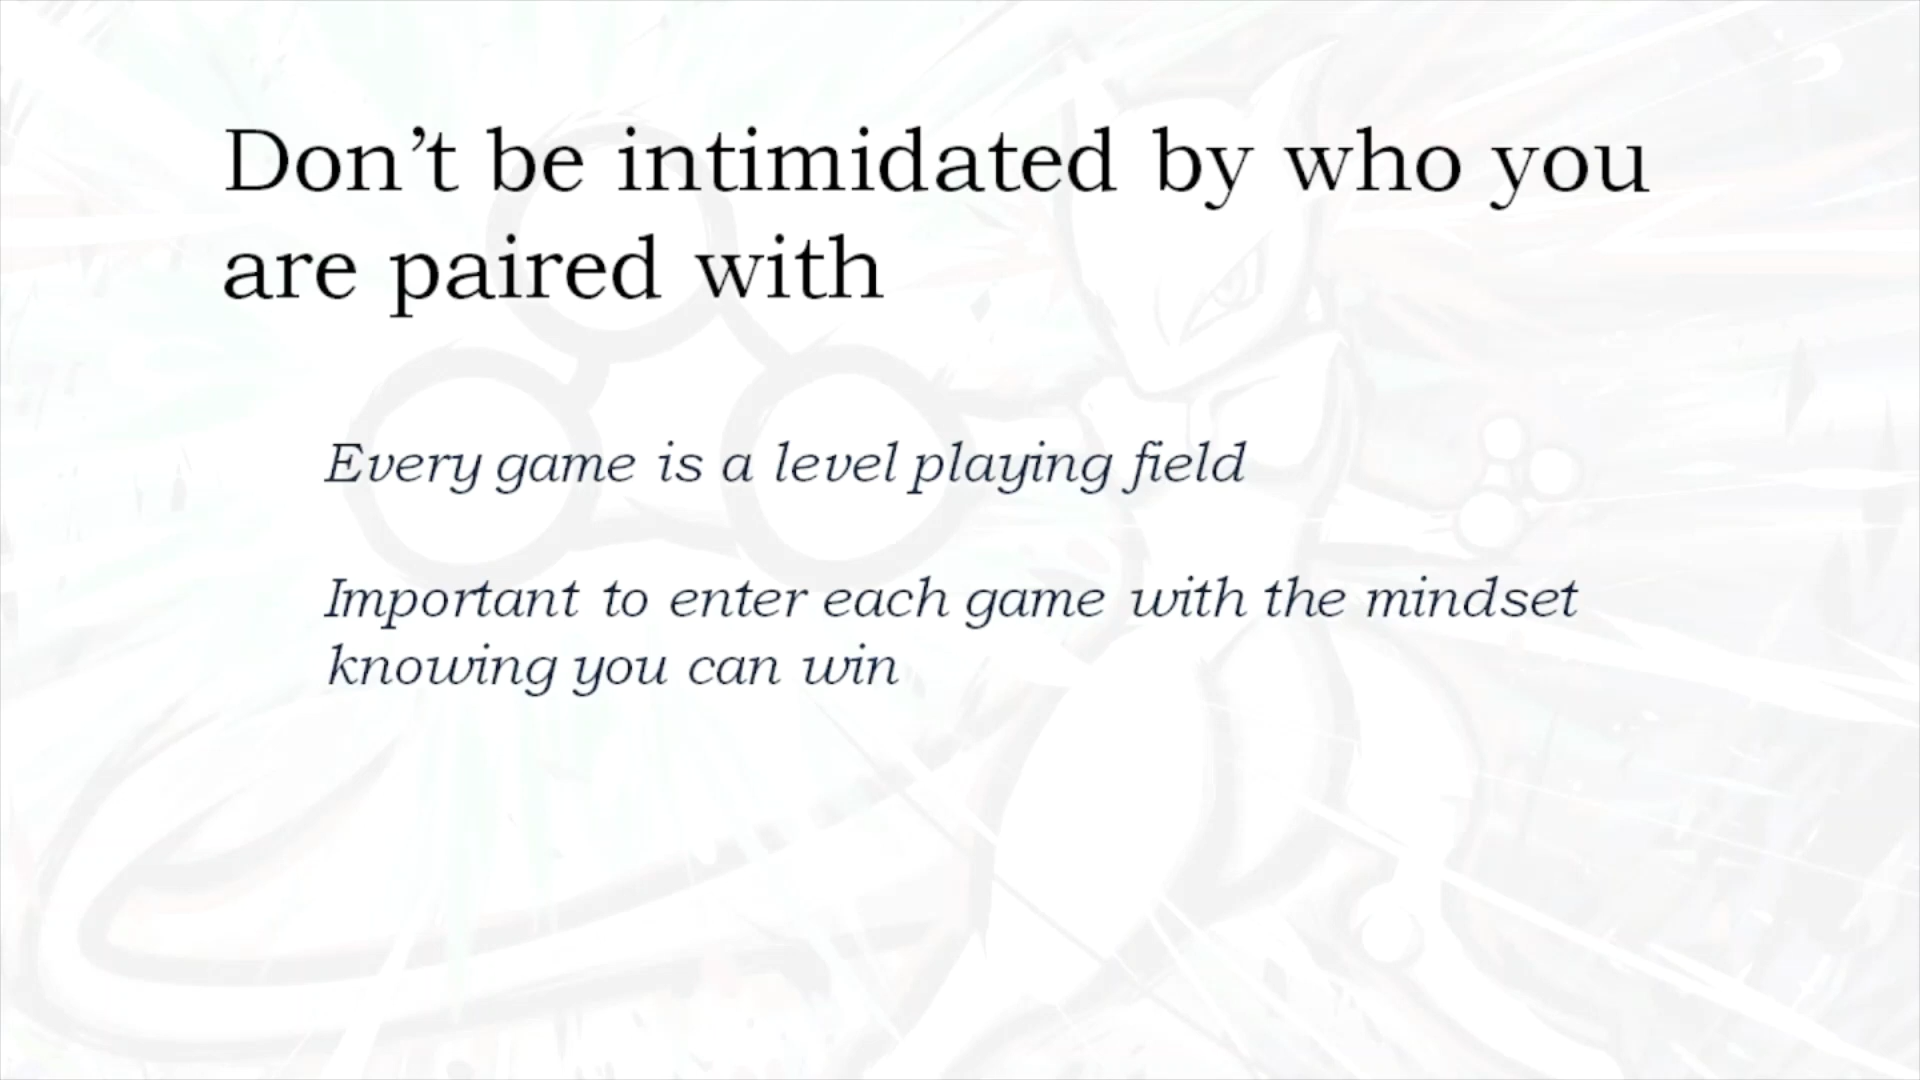 Don’t be intimidated by who you
are paired with
Every game is a level playing field
Important to enter each game with the mindset
knowing you can win